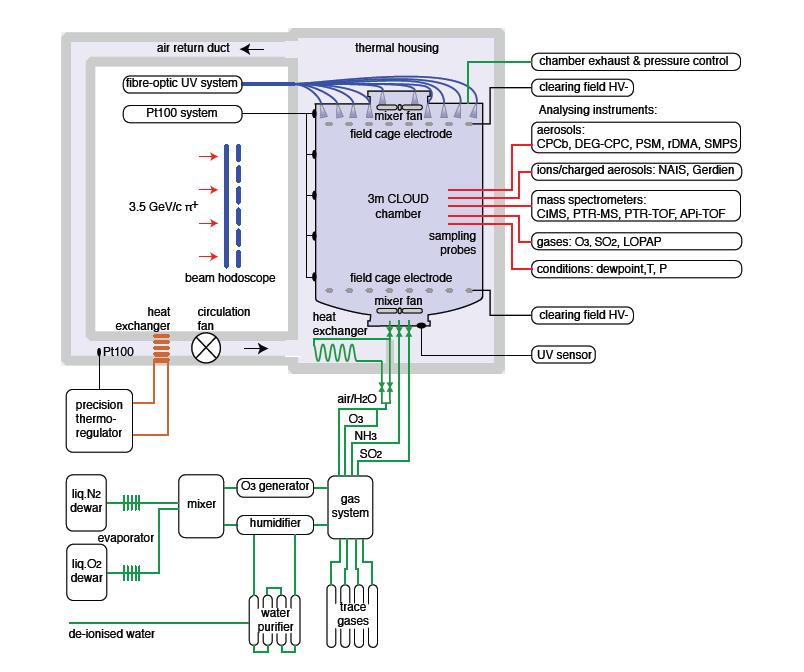 air return duct
thermal housing
fibre-optic UV system
chamber exhaust & pressure control
clearing field HV-
Pt100 system
mixer fan
field cage electrode
Analysing instruments:
aerosols:
CPCb, DEG-CPC, PSM, rDMA, SMPS
ions/charged aerosols: NAIS, Gerdien
mass spectrometers:
CIMS, PTR-MS, PTR-TOF, APi-TOF
gases: O3, SO2, LOPAP
conditions: dewpoint,T, P
3.5 GeV/c π+
3m CLOUD
chamber
sampling
probes
beam hodoscope
field cage electrode
mixer fan
clearing field HV-
heat
exchanger
circulation
fan
heat
exchanger
Pt100
UV sensor
precision
thermo-
regulator
air/H2O
O3
NH3
SO2
liq.N2
dewar
mixer
O3 generator
gas
system
humidifier
evaporator
liq.O2
dewar
water
purifier
trace
gases
de-ionised water